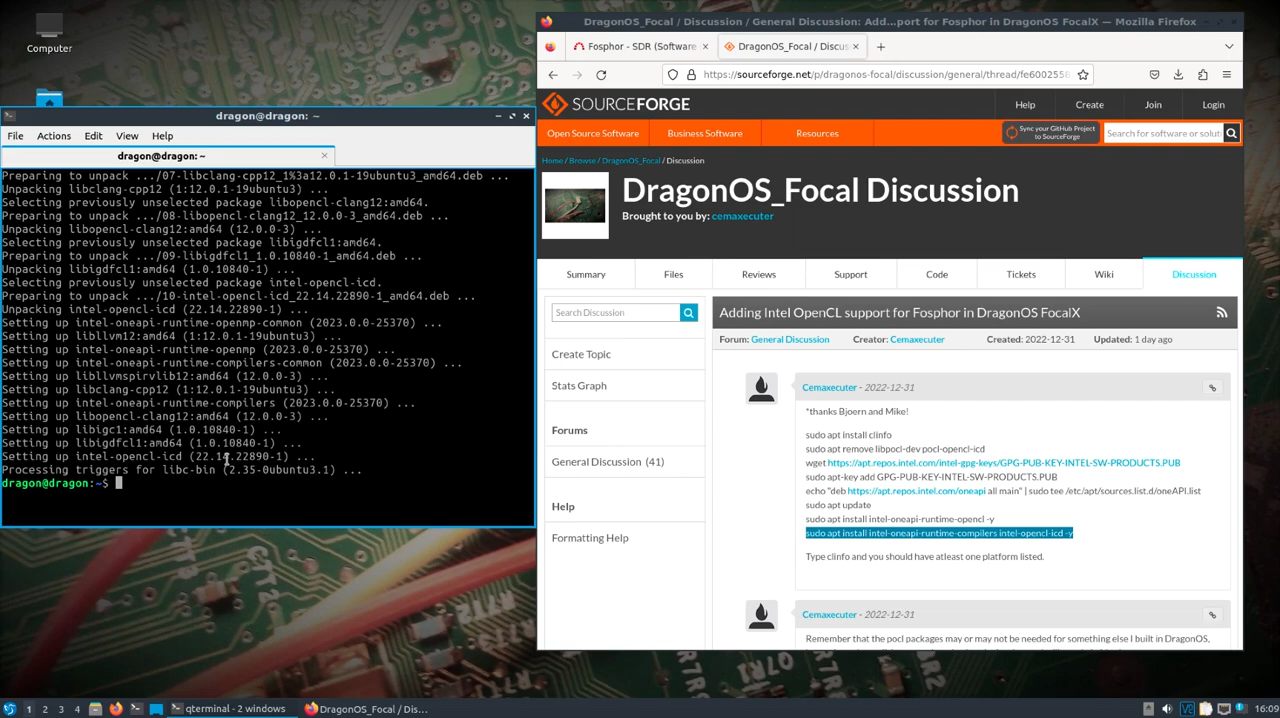 Computer
dragon@dragon: ~
File Actions Edit View Help
dragon@dragon: ~
Preparing to unpack .../07-libclang-cpp12_1%3a12.0.1-19ubuntu3_amd64.deb ...
Unpacking libclang-cpp12 (1:12.0.1-19ubuntu3) ...
Selecting previously unselected package libopencl-clang12:amd64.
Preparing to unpack .../08-libopencl-clang12_12.0.0-3_amd64.deb ...
Unpacking libopencl-clang12:amd64 (12.0.0-3) ...
Selecting previously unselected package libigdfcl1:amd64.
Preparing to unpack .../09-libigdfcl1_1.0.10840-1_amd64.deb ...
Unpacking libigdfcl1:amd64 (1.0.10840-1) ...
Selecting previously unselected package intel-opencl-icd.
Preparing to unpack .../10-intel-opencl-icd_22.14.22890-1_amd64.deb ...
Unpacking intel-opencl-icd (22.14.22890-1) ...
Setting up intel-oneapi-runtime-openmp-common (2023.0.0-25370) ...
Setting up libllvm12:amd64 (1:12.0.1-19ubuntu3) ...
Setting up intel-oneapi-runtime-openmp (2023.0.0-25370) ...
Setting up intel-oneapi-runtime-compilers-common (2023.0.0-25370) ...
Setting up libllvmspirvlib12:amd64 (12.0.0-3) ...
Setting up libclang-cpp12 (1:12.0.1-19ubuntu3) ...
Setting up intel-oneapi-runtime-compilers (2023.0.0-25370) ...
Setting up libopencl-clang12:amd64 (12.0.0-3) ...
Setting up libigc1:amd64 (1.0.10840-1) ...
Setting up libigdfcl1:amd64 (1.0.10840-1) ...
Setting up intel-opencl-icd (22.14.22890-1) ...
Processing triggers for libc-bin (2.35-0ubuntu3.1) ...
dragon@dragon:~$
DragonOS_Focal / Discussion / General Discussion: Add...port for Fosphor in DragonOS FocalX — Mozilla Firefox
Fosphor - SDR (Software
DragonOS_Focal / Discus
https://sourceforge.net/p/dragonos-focal/discussion/general/thread/fe6002558
SOURCEFORGE
Help Create Join Login
Open Source Software Business Software Resources
Sync your GitHub Project to SourceForge
Search for software or soluti
Home / Browse / DragonOS_Focal / Discussion
DragonOS_Focal Discussion
Brought to you by: cemaxecuter
Summary Files Reviews Support Code Tickets Wiki Discussion
Search Discussion
Create Topic
Stats Graph
Forums
General Discussion (41)
Help
Formatting Help
Adding Intel OpenCL support for Fosphor in DragonOS FocalX
Forum: General Discussion Creator: Cemaxecuter Created: 2022-12-31 Updated: 1 day ago
Cemaxecuter - 2022-12-31
*thanks Bjoern and Mike!
sudo apt install clinfo
sudo apt remove libpocl-dev pocl-opencl-icd
wget https://apt.repos.intel.com/intel-gpg-keys/GPG-PUB-KEY-INTEL-SW-PRODUCTS.PUB
sudo apt-key add GPG-PUB-KEY-INTEL-SW-PRODUCTS.PUB
echo "deb https://apt.repos.intel.com/oneapi all main" | sudo tee /etc/apt/sources.list.d/oneAPI.list
sudo apt update
sudo apt install intel-oneapi-runtime-opencl -y
sudo apt install intel-oneapi-runtime-compilers intel-opencl-icd -y
Type clinfo and you should have atleast one platform listed.
Cemaxecuter - 2022-12-31
Remember that the pocl packages may or may not be needed for something else I built in DragonOS,
1 2 3 4 qterminal - 2 windows DragonOS_Focal / Dis... 16:09